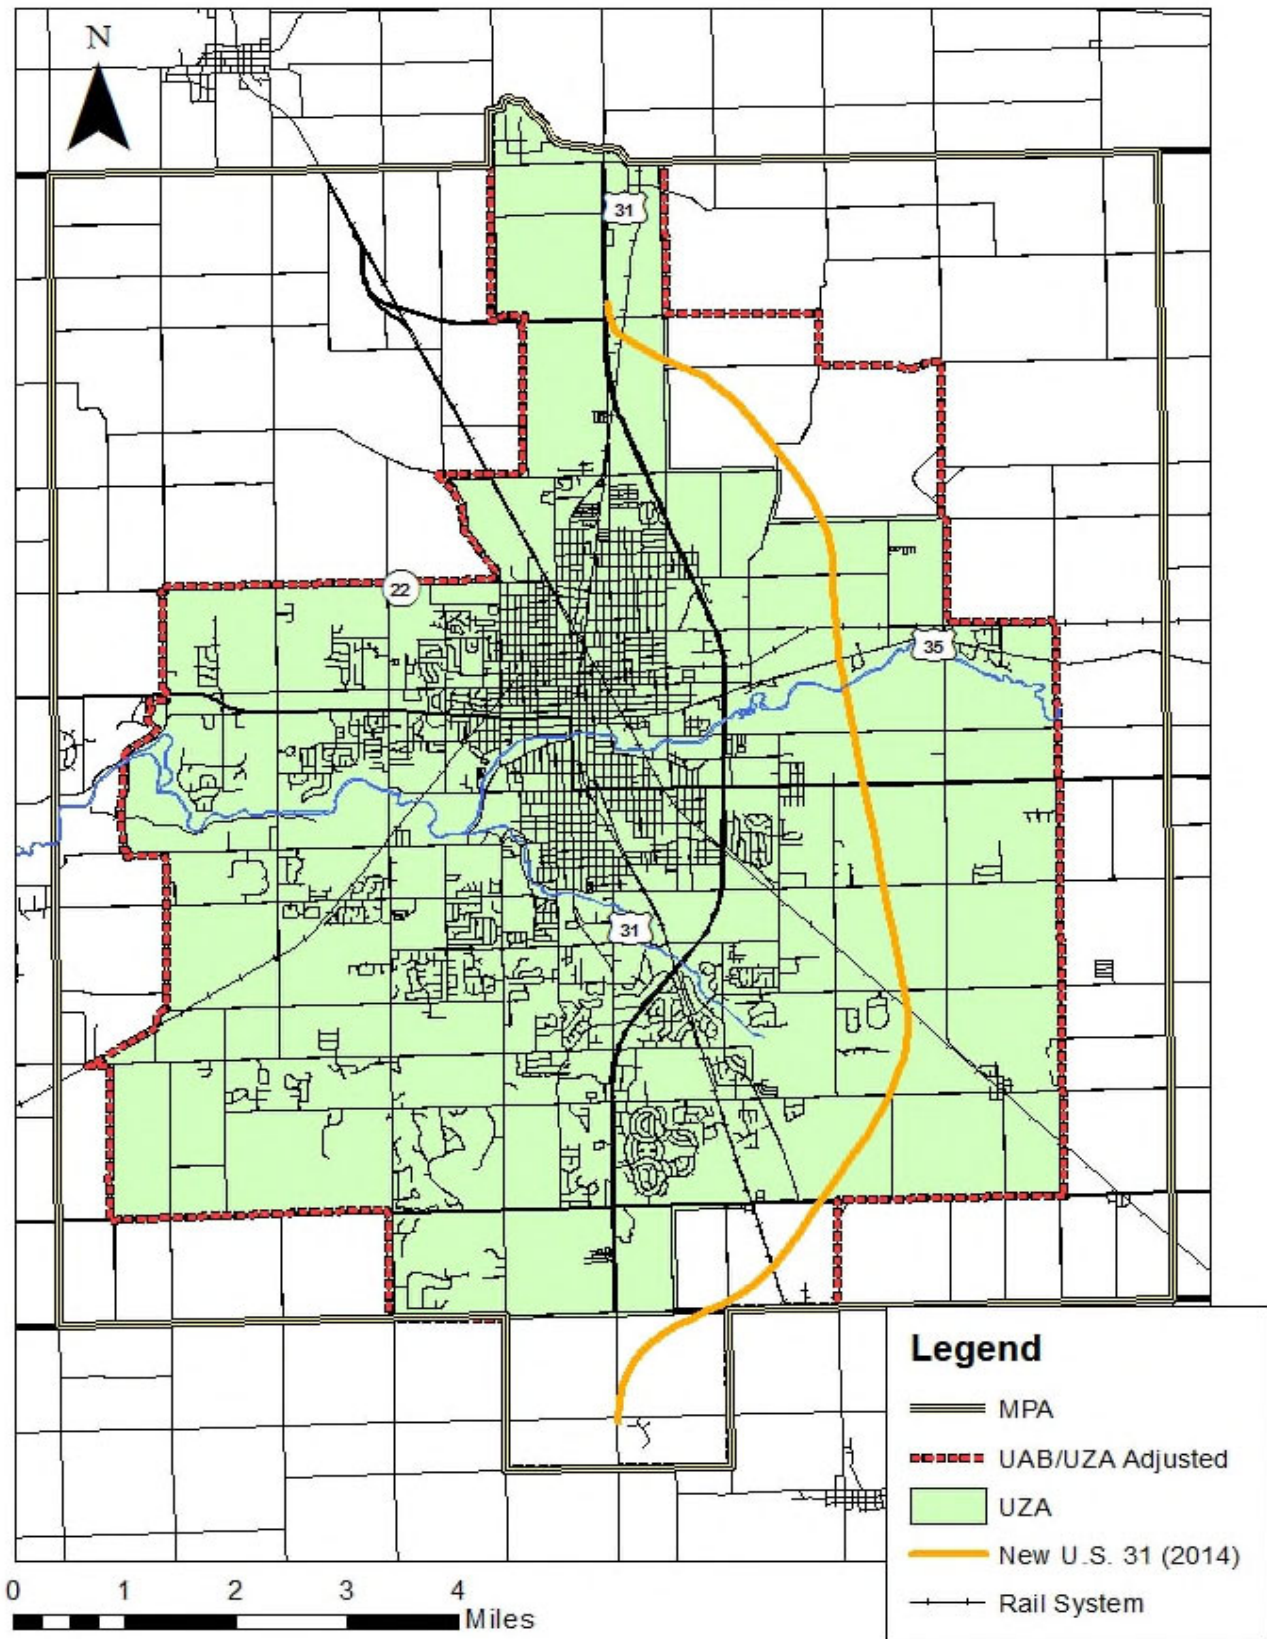 N
31
22
35
31
Legend
MPA
UAB/UZA Adjusted
UZA
New U.S. 31 (2014)
Rail System
0 1 2 3 4
Miles